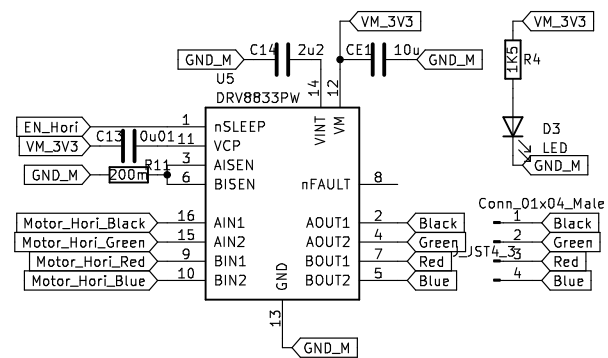 VM_3V3
VM_3V3
C14 2u2
CE1 10u
GND_M
GND_M
1K5
R4
U5
DRV8833PW
14
12
EN_Hori
1
nSLEEP
VINT
VM
D3
LED
C13 0u01
VM_3V3
11
VCP
GND_M
R11
200m
3
AISEN
6
BISEN
nFAULT
8
Conn_01x04_Male
Motor_Hori_Black
16
AIN1
AOUT1
2
Black
1
Black
Motor_Hori_Green
15
AIN2
AOUT2
4
Green
2
Green
J_JST4_3
Motor_Hori_Red
9
BIN1
BOUT1
7
Red
3
Red
Motor_Hori_Blue
10
BIN2
BOUT2
5
Blue
4
Blue
GND
13
GND_M